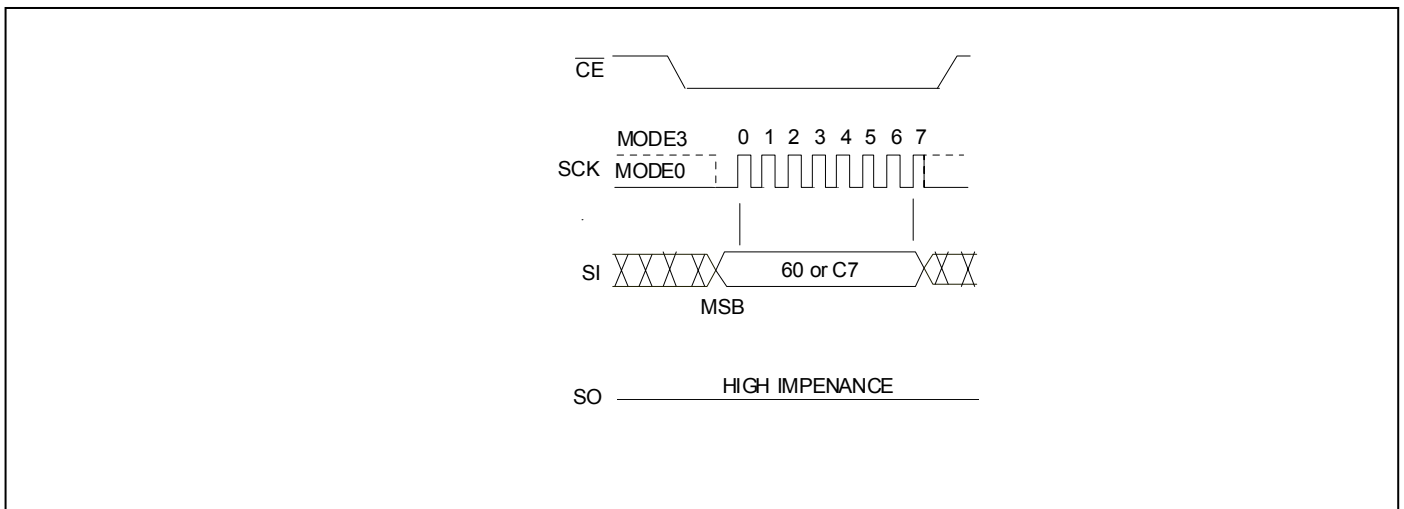 CE
MODE3 0 1 2 3 4 5 6 7
SCK MODE0
SI 60 or C7
MSB
SO HIGH IMPENANCE